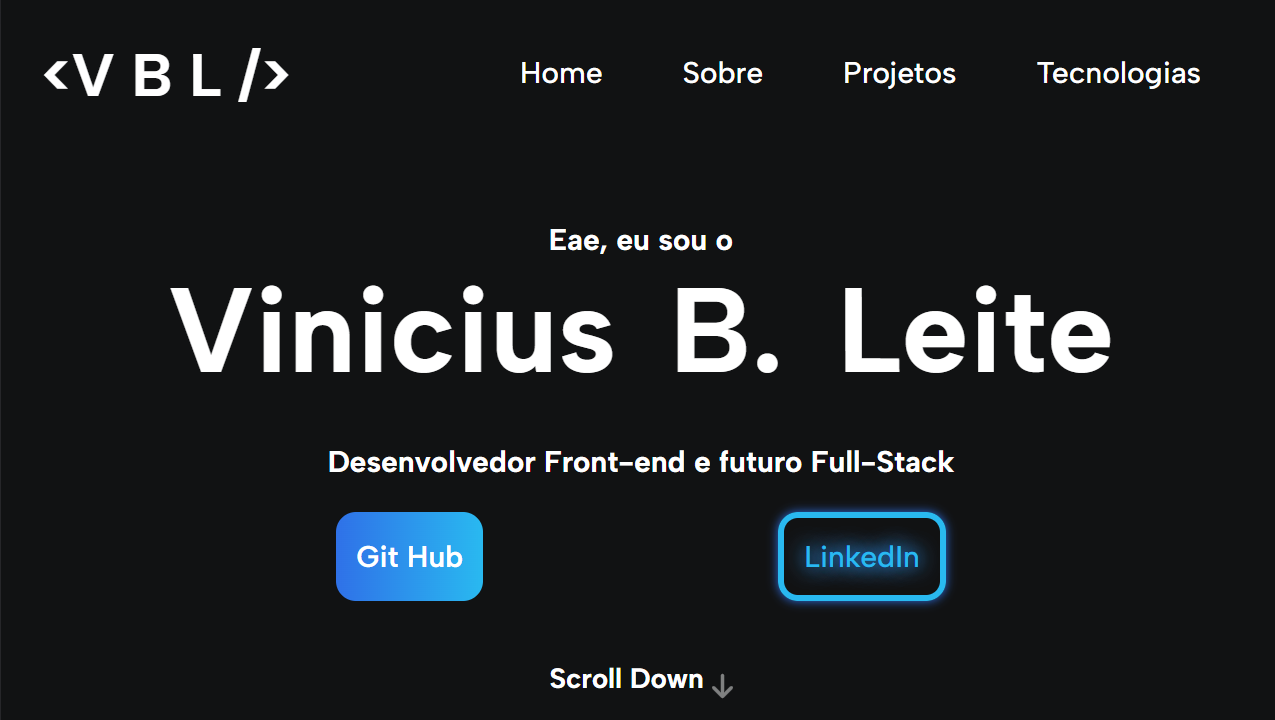 <V B L />
Home Sobre Projetos Tecnologias
Eae, eu sou o
Vinicius B. Leite
Desenvolvedor Front-end e futuro Full-Stack
Git Hub LinkedIn
Scroll Down